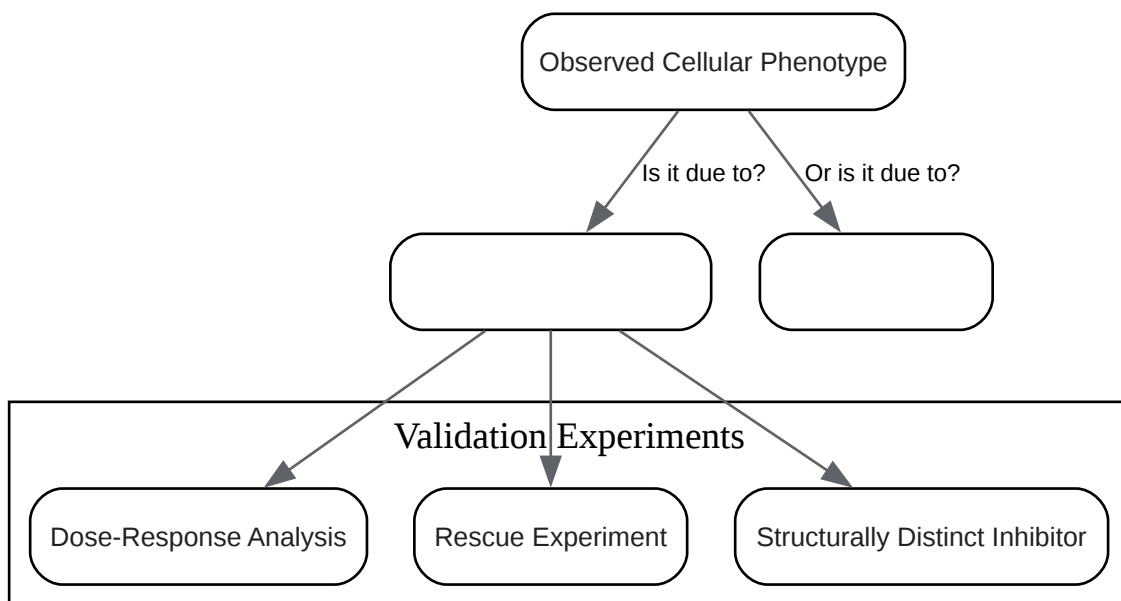 Observed Cellular Phenotype
Is it due to?
Or is it due to?
Validation Experiments
Dose-Response Analysis
Rescue Experiment
Structurally Distinct Inhibitor